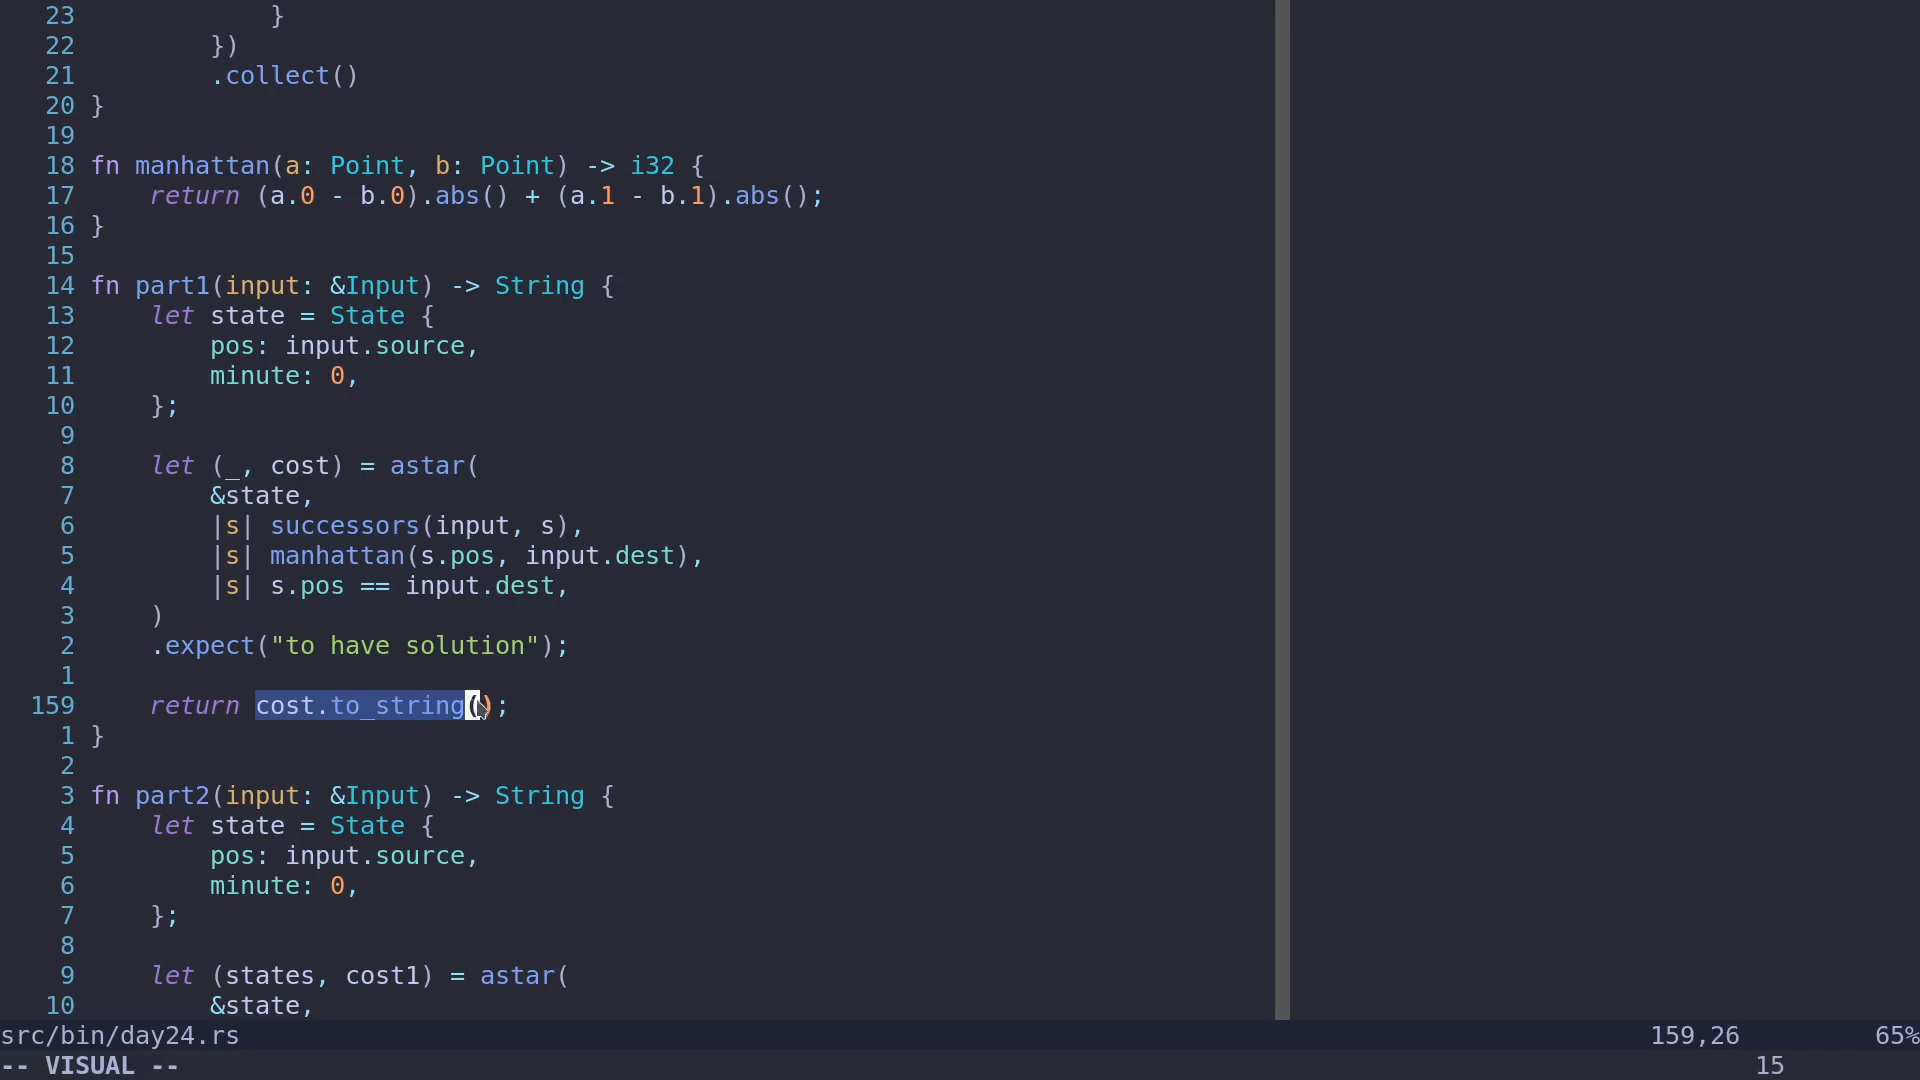 23             }
22         })
21         .collect()
20 }
19
18 fn manhattan(a: Point, b: Point) -> i32 {
17     return (a.0 - b.0).abs() + (a.1 - b.1).abs();
16 }
15
14 fn part1(input: &Input) -> String {
13     let state = State {
12         pos: input.source,
11         minute: 0,
10     };
9
8     let (_, cost) = astar(
7         &state,
6         |s| successors(input, s),
5         |s| manhattan(s.pos, input.dest),
4         |s| s.pos == input.dest,
3     )
2     .expect("to have solution");
1
159     return cost.to_string();
1 }
2
3 fn part2(input: &Input) -> String {
4     let state = State {
5         pos: input.source,
6         minute: 0,
7     };
8
9     let (states, cost1) = astar(
10         &state,
src/bin/day24.rs 159,26 65%
-- VISUAL -- 15